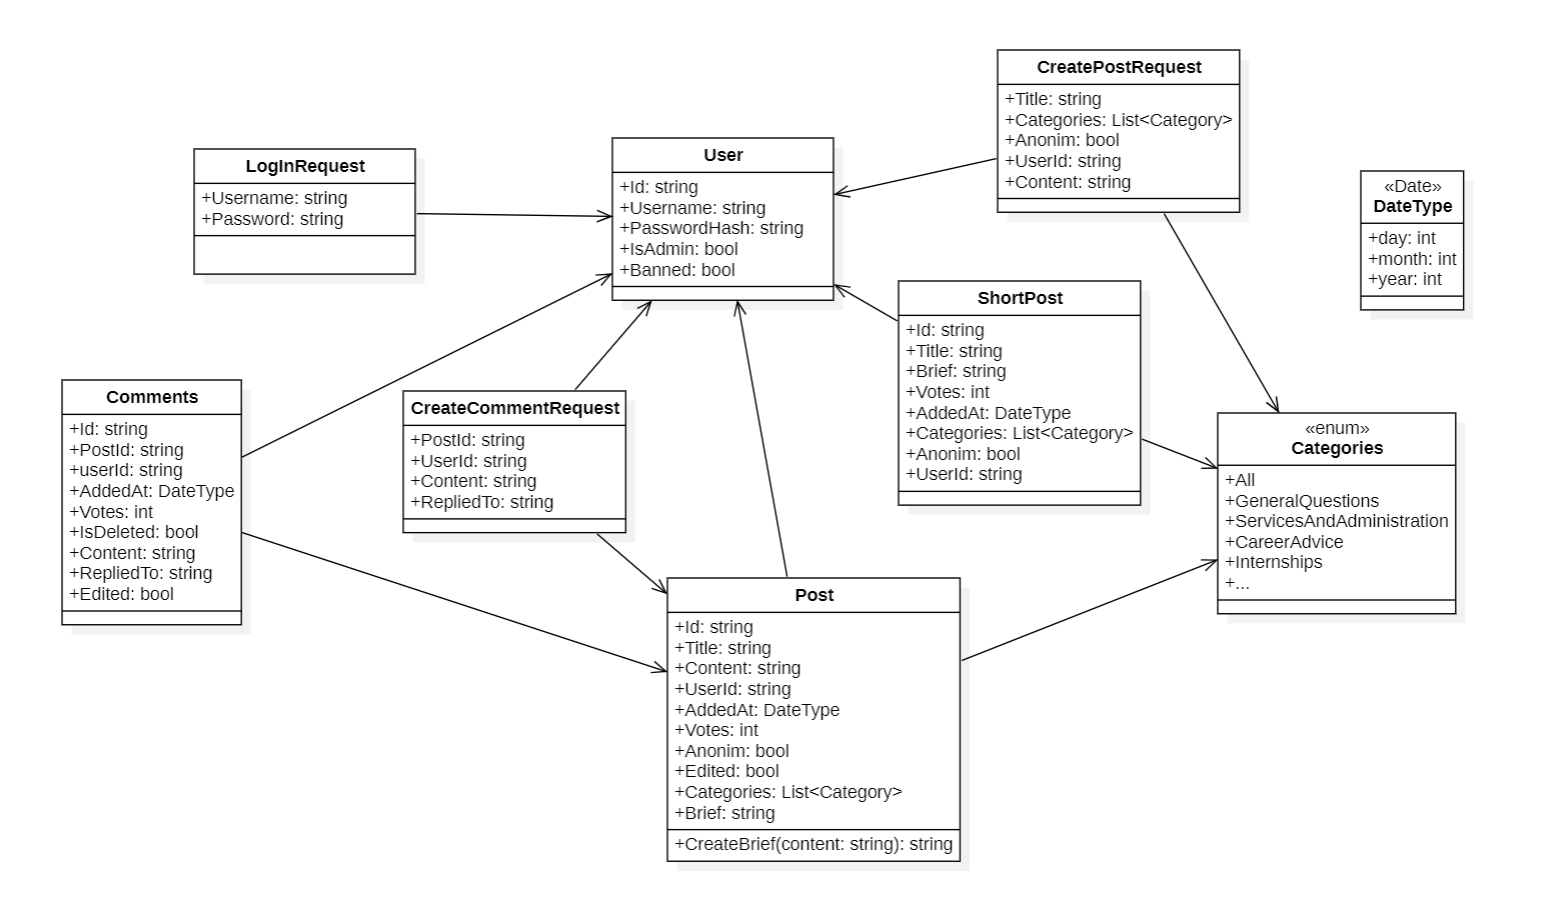 CreatePostRequest
+Title: string
+Categories: List<Category>
+Anonim: bool
+UserId: string
+Content: string
User
+Id: string
+Username: string
+PasswordHash: string
+IsAdmin: bool
+Banned: bool
LogInRequest
+Username: string
+Password: string
«Date»
DateType
+day: int
+month: int
+year: int
ShortPost
+Id: string
+Title: string
+Brief: string
+Votes: int
+AddedAt: DateType
+Categories: List<Category>
+Anonim: bool
+UserId: string
Comments
+Id: string
+PostId: string
+userId: string
+AddedAt: DateType
+Votes: int
+IsDeleted: bool
+Content: string
+RepliedTo: string
+Edited: bool
CreateCommentRequest
+PostId: string
+UserId: string
+Content: string
+RepliedTo: string
«enum»
Categories
+All
+GeneralQuestions
+ServicesAndAdministration
+CareerAdvice
+Internships
+...
Post
+Id: string
+Title: string
+Content: string
+UserId: string
+AddedAt: DateType
+Votes: int
+Anonim: bool
+Edited: bool
+Categories: List<Category>
+Brief: string
+CreateBrief(content: string): string